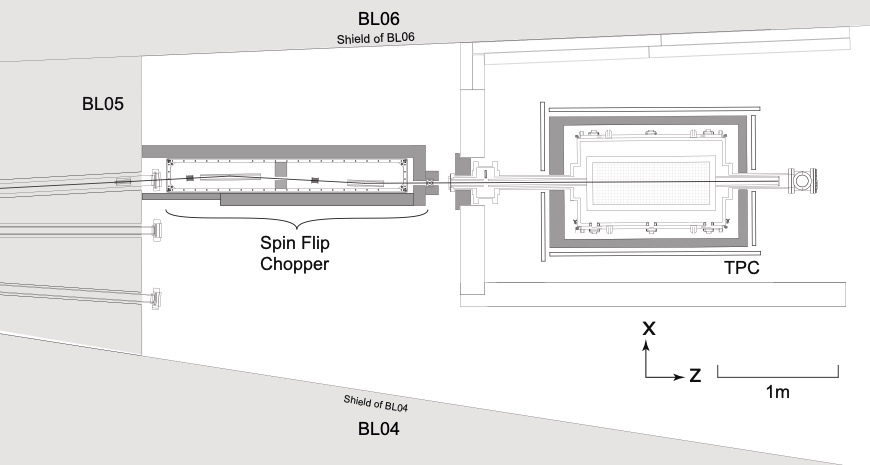 BL06
Shield of BL06
BL05
Spin Flip
Chopper
TPC
X
Z
1m
Shield of BL04
BL04